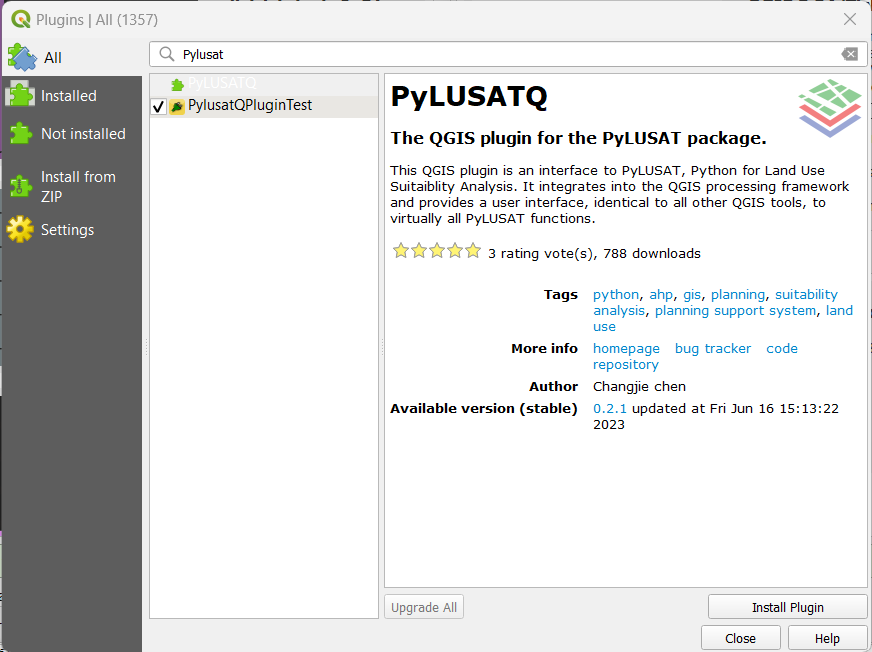 Plugins | All (1357)
All
Installed
Not installed
Install from
ZIP
Settings
Pylusat
PyLUSATQ
PylusatQPluginTest
PyLUSATQ
The QGIS plugin for the PyLUSAT package.
This QGIS plugin is an interface to PyLUSAT, Python for Land Use
Suitaiblity Analysis. It integrates into the QGIS processing framework
and provides a user interface, identical to all other QGIS tools, to
virtually all PyLUSAT functions.
3 rating vote(s), 788 downloads
Tags python, ahp, gis, planning, suitability
analysis, planning support system, land
use
More info homepage bug tracker code
repository
Author Changjie chen
Available version (stable) 0.2.1 updated at Fri Jun 16 15:13:22
2023
Upgrade All
Install Plugin
Close
Help